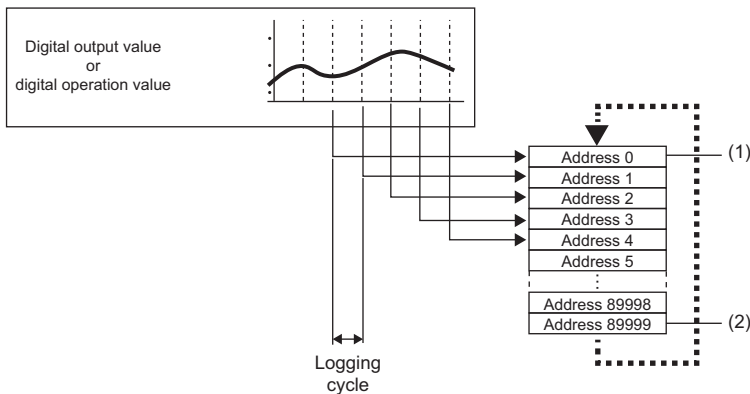 Digital output value
or
digital operation value
Address 0
(1)
Address 1
Address 2
Address 3
Address 4
Address 5
Address 89998
Address 89999
(2)
Logging
cycle